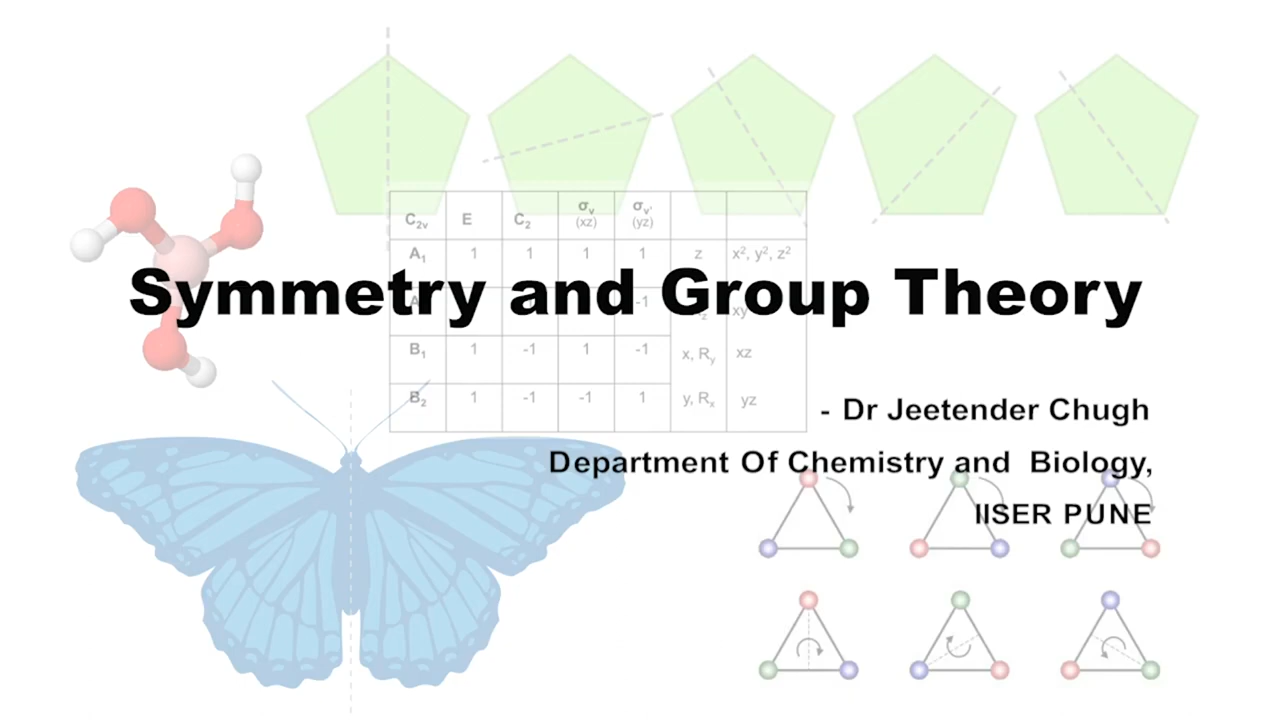 C2v E C2 σv (xz) σv' (yz)
A1 1 1 1 1 z x², y², z²
Symmetry and Group Theory
-1 xy
B1 1 -1 1 -1 x, Ry xz
B2 1 -1 -1 1 y, Rx yz
- Dr Jeetender Chugh
Department Of Chemistry and Biology,
IISER PUNE